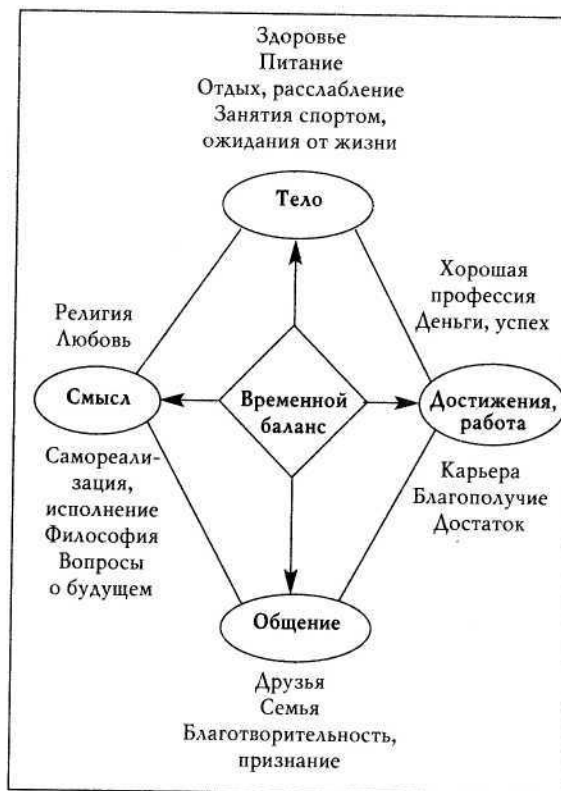 Здоровье
Питание
Отдых, расслабление
Занятия спортом,
ожидания от жизни
Тело
Хорошая
профессия
Деньги, успех
Религия
Любовь
Смысл
Временной
баланс
Достижения,
работа
Самореали-
зация,
исполнение
Философия
Вопросы
о будущем
Карьера
Благополучие
Достаток
Общение
Друзья
Семья
Благотворительность,
признание